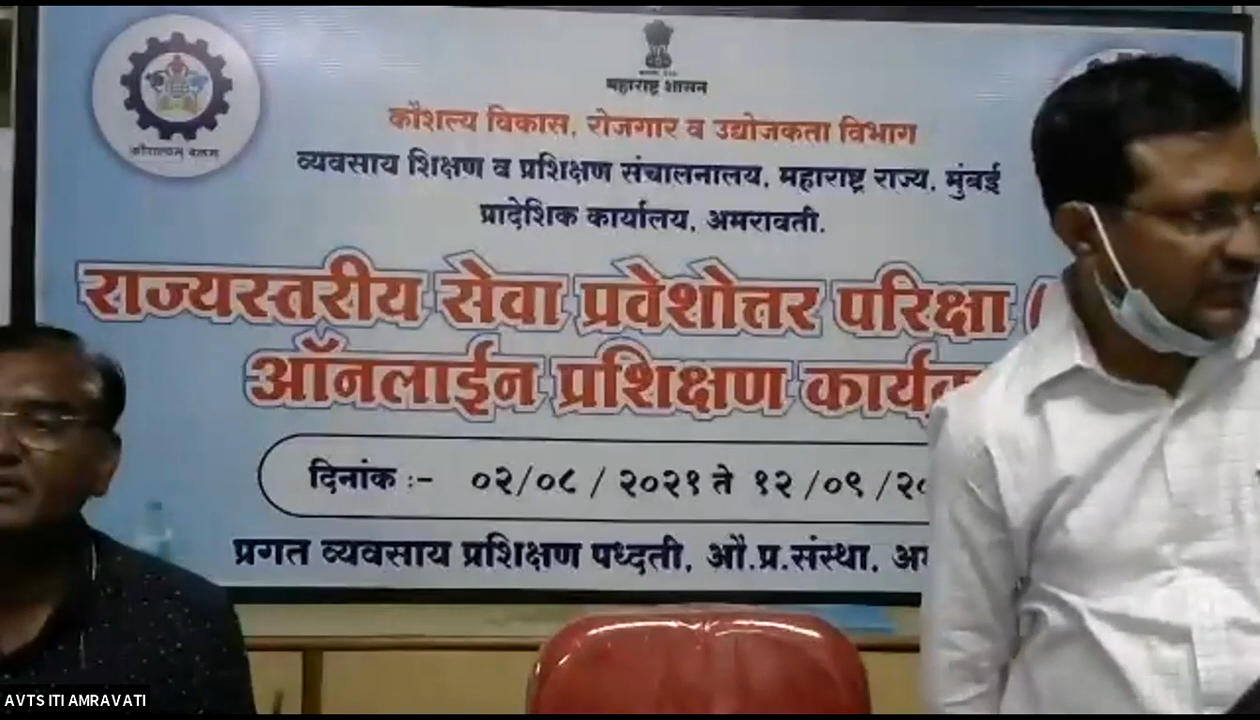 महाराष्ट्र शासन
कौशल्य विकास, रोजगार व उद्योजकता विभाग
व्यवसाय शिक्षण व प्रशिक्षण संचालनालय, महाराष्ट्र राज्य, मुंबई
प्रादेशिक कार्यालय, अमरावती.
राज्यस्तरीय सेवा प्रवेशोत्तर परिक्षा (
ऑनलाईन प्रशिक्षण
दिनांक :- ०२/०८/२०२१ ते १२/०९/
प्रगत व्यवसाय प्रशिक्षण पध्दती, औ.प्र.संस्था,
AVTS ITI AMRAVATI